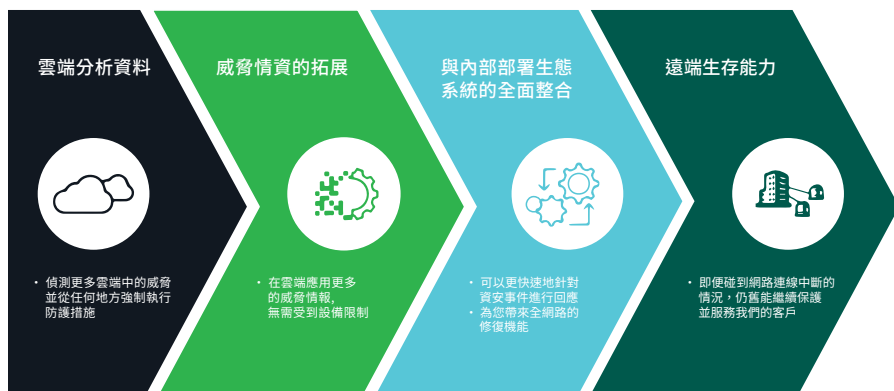 雲端分析資料
• 偵測更多雲端中的威脅
並從任何地方強制執行
防護措施
威脅情資的拓展
• 在雲端應用更多
的威脅情報,
無需受到設備限制
與內部部署生態
系統的全面整合
• 可以更快速地針對
資安事件進行回應
• 為您帶來全網路的
修復機能
遠端生存能力
• 即便碰到網路連線中斷的
情況，仍舊能繼續保護
並服務我們的客戶